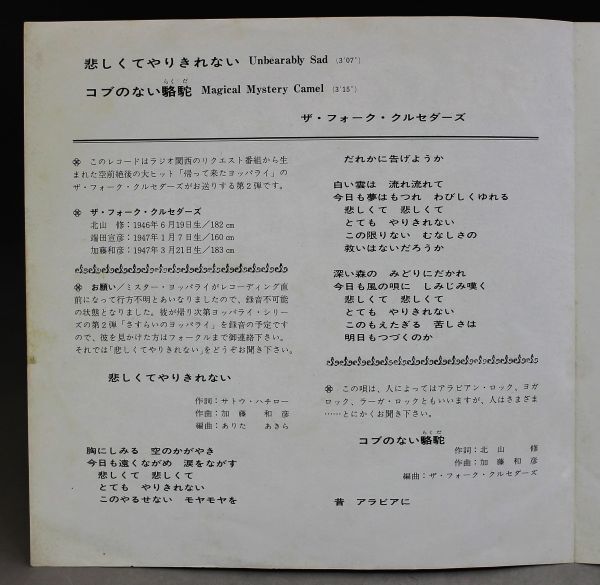 悲しくてやりきれない Unbearably Sad (3'07")
らくだ
コブのない駱駝 Magical Mystery Camel (3'15")
ザ・フォーク・クルセダーズ
このレコードはラジオ関西のリクエスト番組から生
まれた空前絶後の大ヒット「帰って来たヨッパライ」の
ザ・フォーク・クルセダーズがお送りする第2弾です。
ザ・フォーク・クルセダーズ
北山 修:1946年6月19日生/182cm
端田宣彦:1947年1月7日生/160cm
加藤和彦:1947年3月21日生/183cm
お願い/ミスター・ヨッパライがレコーディング直
前になって行方不明とあいなりましたので、録音不可能
の状態となりました。彼が帰り次第ヨッパライ・シリー
ズの第2弾「さすらいのヨッパライ」を録音の予定です
ので、彼を見かけた方はフォークルまで御連絡下さい。
それでは「悲しくてやりきれない」をどうぞお聞き下さい。
悲しくてやりきれない
作詞:サトウ・ハチロー
作曲:加藤 和彦
編曲:ありた あきら
胸にしみる 空のかがやき
今日も遠くながめ 涙をながす
悲しくて 悲しくて
とても やりきれない
このやるせない モヤモヤを
だれかに告げようか
白い雲は 流れ流れて
今日も夢はもつれ わびしくゆれる
悲しくて 悲しくて
とても やりきれない
この限りない むなしさの
救いはないだろうか
深い森の みどりにだかれ
今日も風の唄に しみじみ嘆く
悲しくて 悲しくて
とても やりきれない
このもえたぎる 苦しさは
明日もつづくのか
この唄は、人によってはアラビアン・ロック、ヨガ
ロック、ラーガ・ロックともいいますが、人はさまざま
……とにかくお聞き下さい。
らくだ
コブのない駱駝
作詞:北山 修
作曲:加藤 和彦
編曲:ザ・フォーク・クルセダーズ
昔 アラビアに